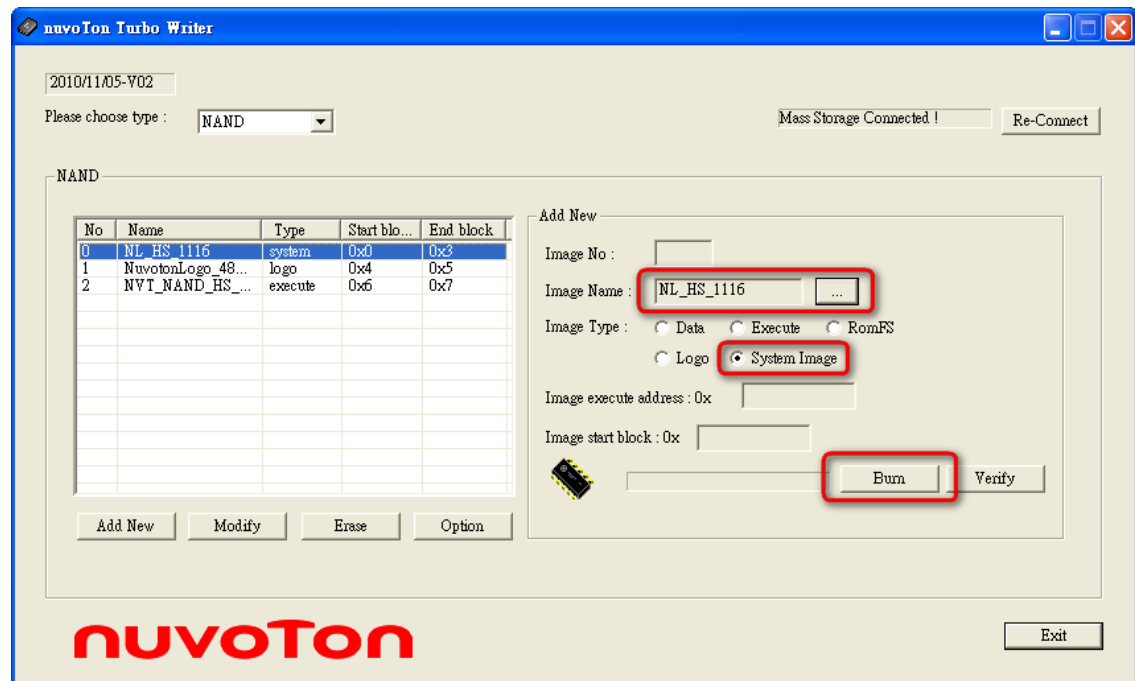 nuvoTon Turbo Writer
2010/11/05-V02
Please choose type : NAND
Mass Storage Connected ! Re-Connect
NAND
No Name Type Start blo... End block
0 NL_HS_1116 system 0x0 0x3
1 NuvotonLogo_48... logo 0x4 0x5
2 NVT_NAND_HS_... execute 0x6 0x7
Add New Modify Erase Option
Add New
Image No :
Image Name : NL_HS_1116 ...
Image Type : Data Execute RomFS
Logo System Image
Image execute address : 0x
Image start block : 0x
Burn Verify
nuvoTon
Exit